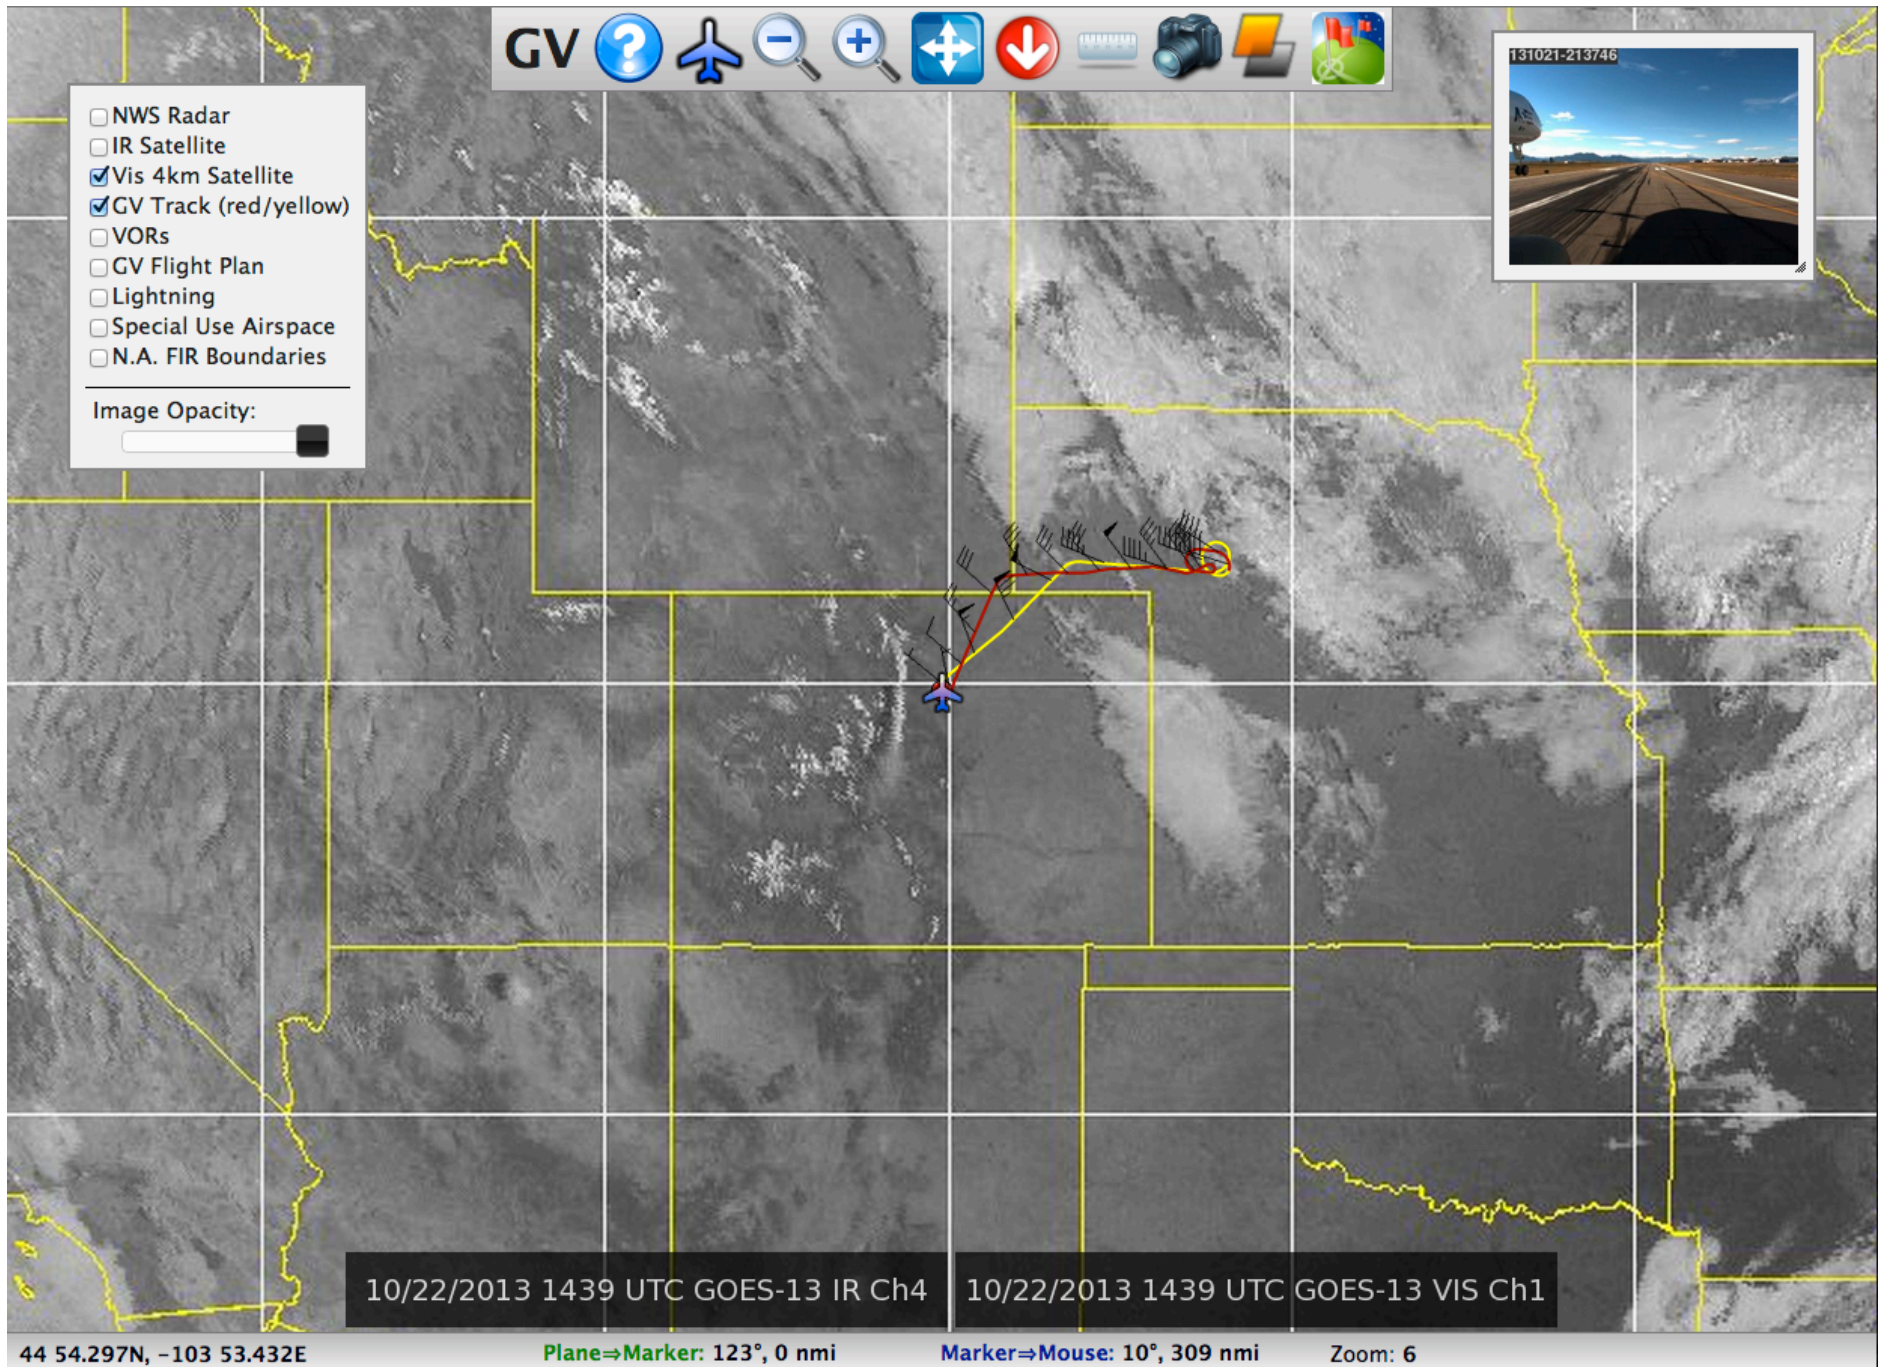 GV
131021-213746
NWS Radar
IR Satellite
Vis 4km Satellite
GV Track (red/yellow)
VORs
GV Flight Plan
Lightning
Special Use Airspace
N.A. FIR Boundaries
Image Opacity:
10/22/2013 1439 UTC GOES-13 IR Ch4
10/22/2013 1439 UTC GOES-13 VIS Ch1
44 54.297N, −103 53.432E
Plane⇒Marker: 123°, 0 nmi
Marker⇒Mouse: 10°, 309 nmi
Zoom: 6